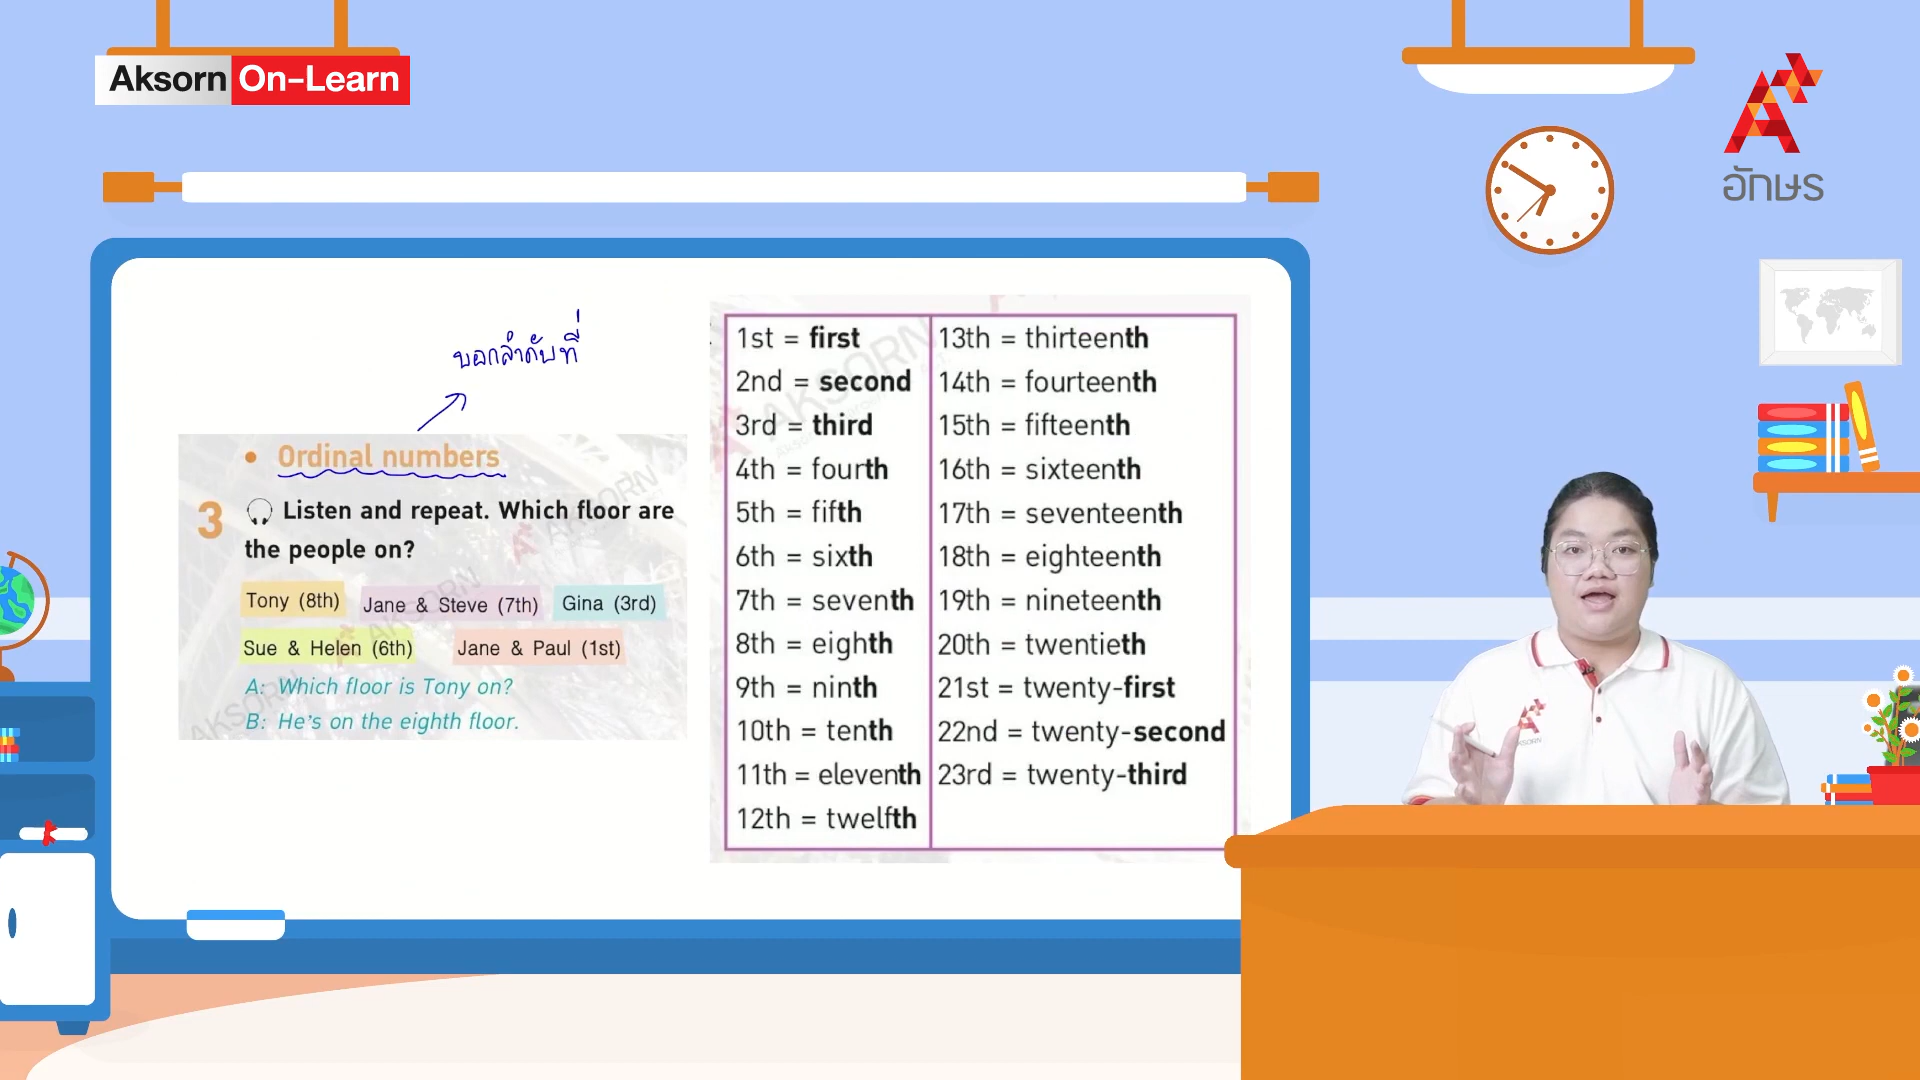 Aksorn On-Learn
อักษร
บอกลำดับที่
• Ordinal numbers
3 Listen and repeat. Which floor are
the people on?
Tony (8th) Jane & Steve (7th) Gina (3rd)
Sue & Helen (6th) Jane & Paul (1st)
A: Which floor is Tony on?
B: He's on the eighth floor.
1st = first
2nd = second
3rd = third
4th = fourth
5th = fifth
6th = sixth
7th = seventh
8th = eighth
9th = ninth
10th = tenth
11th = eleventh
12th = twelfth
13th = thirteenth
14th = fourteenth
15th = fifteenth
16th = sixteenth
17th = seventeenth
18th = eighteenth
19th = nineteenth
20th = twentieth
21st = twenty-first
22nd = twenty-second
23rd = twenty-third
AKSORN
AKSORN
AKSORN
AKSORN
AKSORN